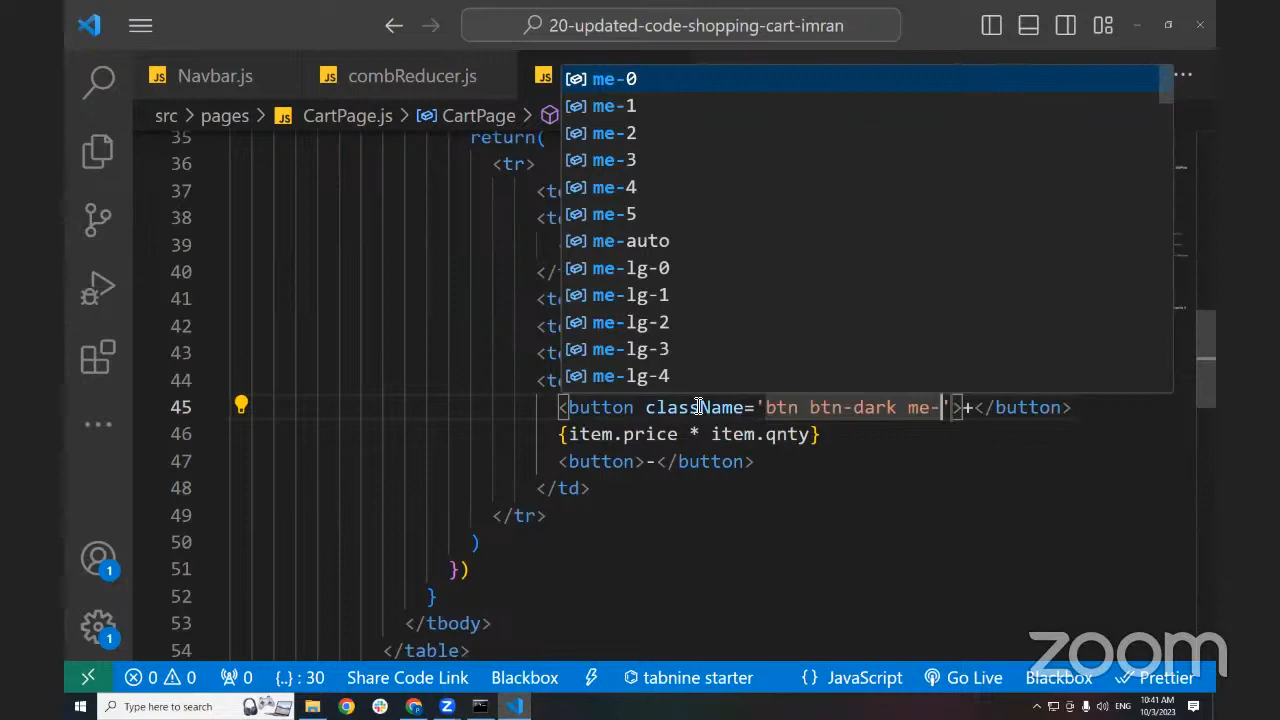 20-updated-code-shopping-cart-imran
Navbar.js
combReducer.js
src > pages > CartPage.js > CartPage >
me-0
me-1
me-2
me-3
me-4
me-5
me-auto
me-lg-0
me-lg-1
me-lg-2
me-lg-3
me-lg-4
35 return(
36 <tr>
37 <t
38 <t
39
40 </
41 <t
42 <t
43 <t
44 <t
45 <button className='btn btn-dark me-'>+</button>
46 {item.price * item.qnty}
47 <button>-</button>
48 </td>
49 </tr>
50 )
51 })
52 }
53 </tbody>
54 </table>
1
1
zoom
0 0 0 {..} : 30 Share Code Link Blackbox tabnine starter { } JavaScript Go Live Blackbox Prettier
Type here to search
ENG
10:41 AM
10/3/2023